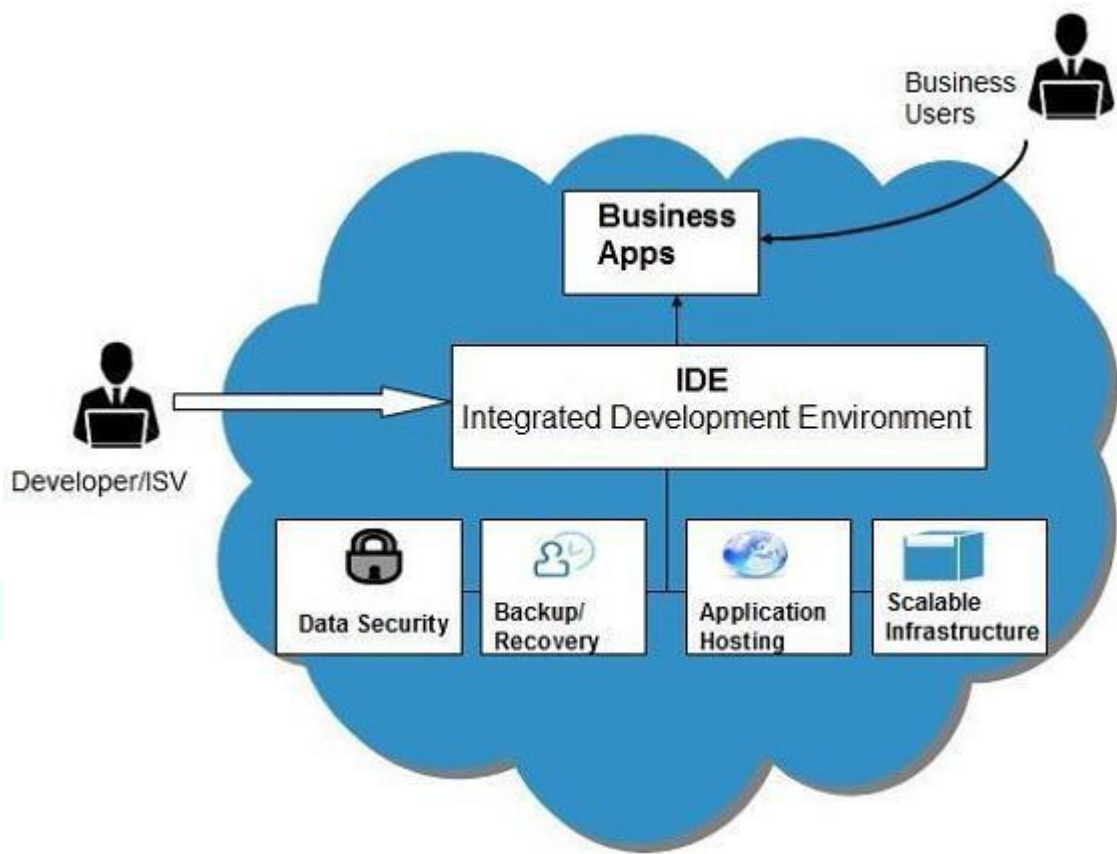 Business
Users
Business
Apps
IDE
Integrated Development Environment
Developer/ISV
Data Security
Backup/
Recovery
Application
Hosting
Scalable
Infrastructure